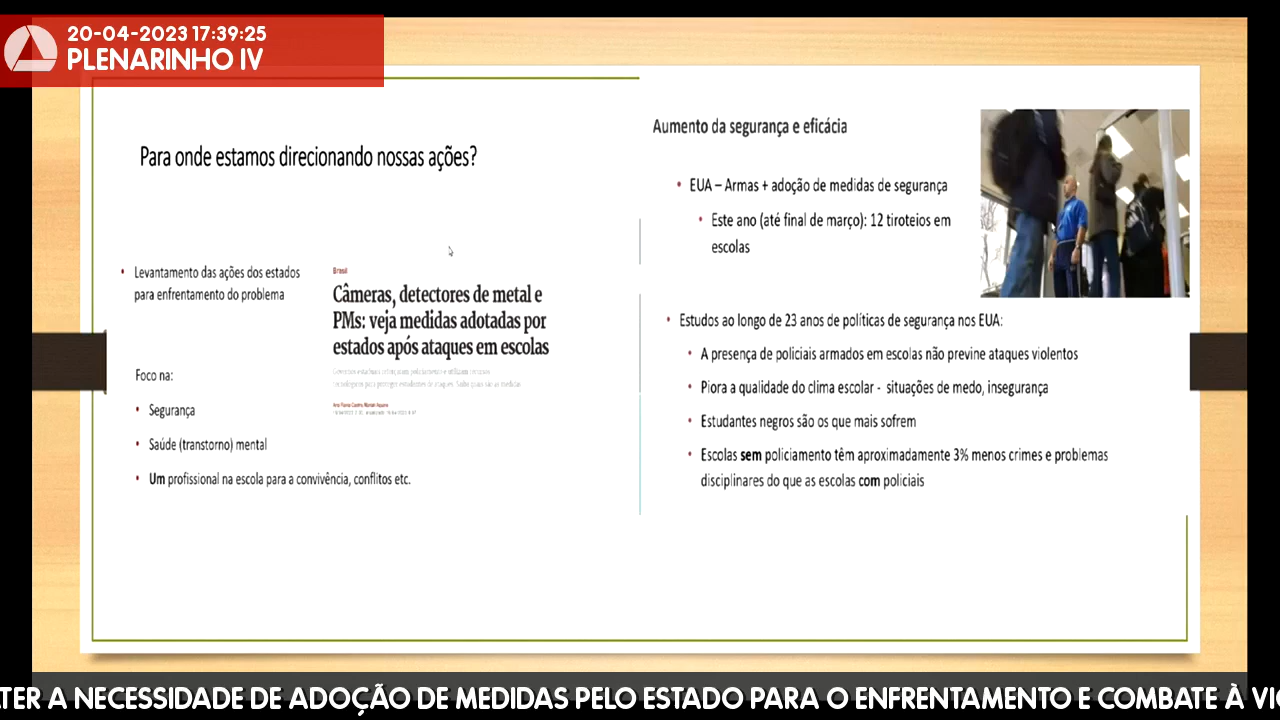 20-04-2023 17:39:25
PLENARINHO IV
Para onde estamos direcionando nossas ações?
Levantamento das ações dos estados
para enfrentamento do problema
Brasil
Câmeras, detectores de metal e
PMs: veja medidas adotadas por
estados após ataques em escolas
Foco na:
Segurança
Saúde (transtorno) mental
Um profissional na escola para a convivência, conflitos etc.
Aumento da segurança e eficácia
EUA – Armas + adoção de medidas de segurança
Este ano (até final de março): 12 tiroteios em
escolas
Estudos ao longo de 23 anos de políticas de segurança nos EUA:
A presença de policiais armados em escolas não previne ataques violentos
Piora a qualidade do clima escolar - situações de medo, insegurança
Estudantes negros são os que mais sofrem
Escolas sem policiamento têm aproximadamente 3% menos crimes e problemas
disciplinares do que as escolas com policiais
TER A NECESSIDADE DE ADOÇÃO DE MEDIDAS PELO ESTADO PARA O ENFRENTAMENTO E COMBATE À VI